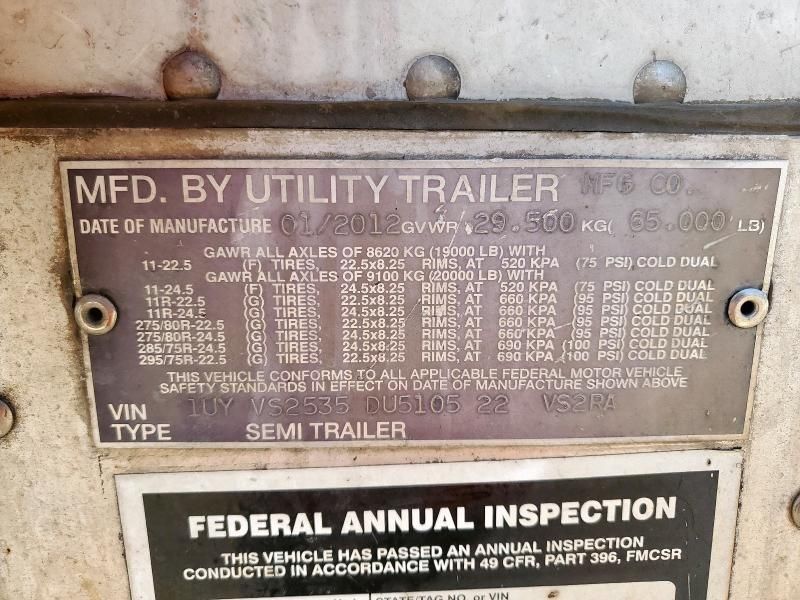 MFD. BY UTILITY TRAILER MFG CO.
DATE OF MANUFACTURE 01/2012 GVWR 29.500 KG( 65.000 LB)
GAWR ALL AXLES OF 8620 KG (19000 LB) WITH
11-22.5 (F) TIRES, 22.5x8.25 RIMS, AT 520 KPA (75 PSI) COLD DUAL
GAWR ALL AXLES OF 9100 KG (20000 LB) WITH
11-24.5 (F) TIRES, 24.5x8.25 RIMS, AT 520 KPA (75 PSI) COLD DUAL
11R-22.5 (G) TIRES, 22.5x8.25 RIMS, AT 660 KPA (95 PSI) COLD DUAL
11R-24.5 (G) TIRES, 24.5x8.25 RIMS, AT 660 KPA (95 PSI) COLD DUAL
275/80R-22.5 (G) TIRES, 22.5x8.25 RIMS, AT 660 KPA (95 PSI) COLD DUAL
275/80R-24.5 (G) TIRES, 24.5x8.25 RIMS, AT 660 KPA (95 PSI) COLD DUAL
285/75R-24.5 (G) TIRES, 24.5x8.25 RIMS, AT 690 KPA (100 PSI) COLD DUAL
295/75R-22.5 (G) TIRES, 22.5x8.25 RIMS, AT 690 KPA (100 PSI) COLD DUAL
THIS VEHICLE CONFORMS TO ALL APPLICABLE FEDERAL MOTOR VEHICLE
SAFETY STANDARDS IN EFFECT ON DATE OF MANUFACTURE SHOWN ABOVE
VIN 1UY VS2535 DU5105 22 VS2RA
TYPE SEMI TRAILER
FEDERAL ANNUAL INSPECTION
THIS VEHICLE HAS PASSED AN ANNUAL INSPECTION
CONDUCTED IN ACCORDANCE WITH 49 CFR, PART 396, FMCSR
STATE/TAG NO. or VIN